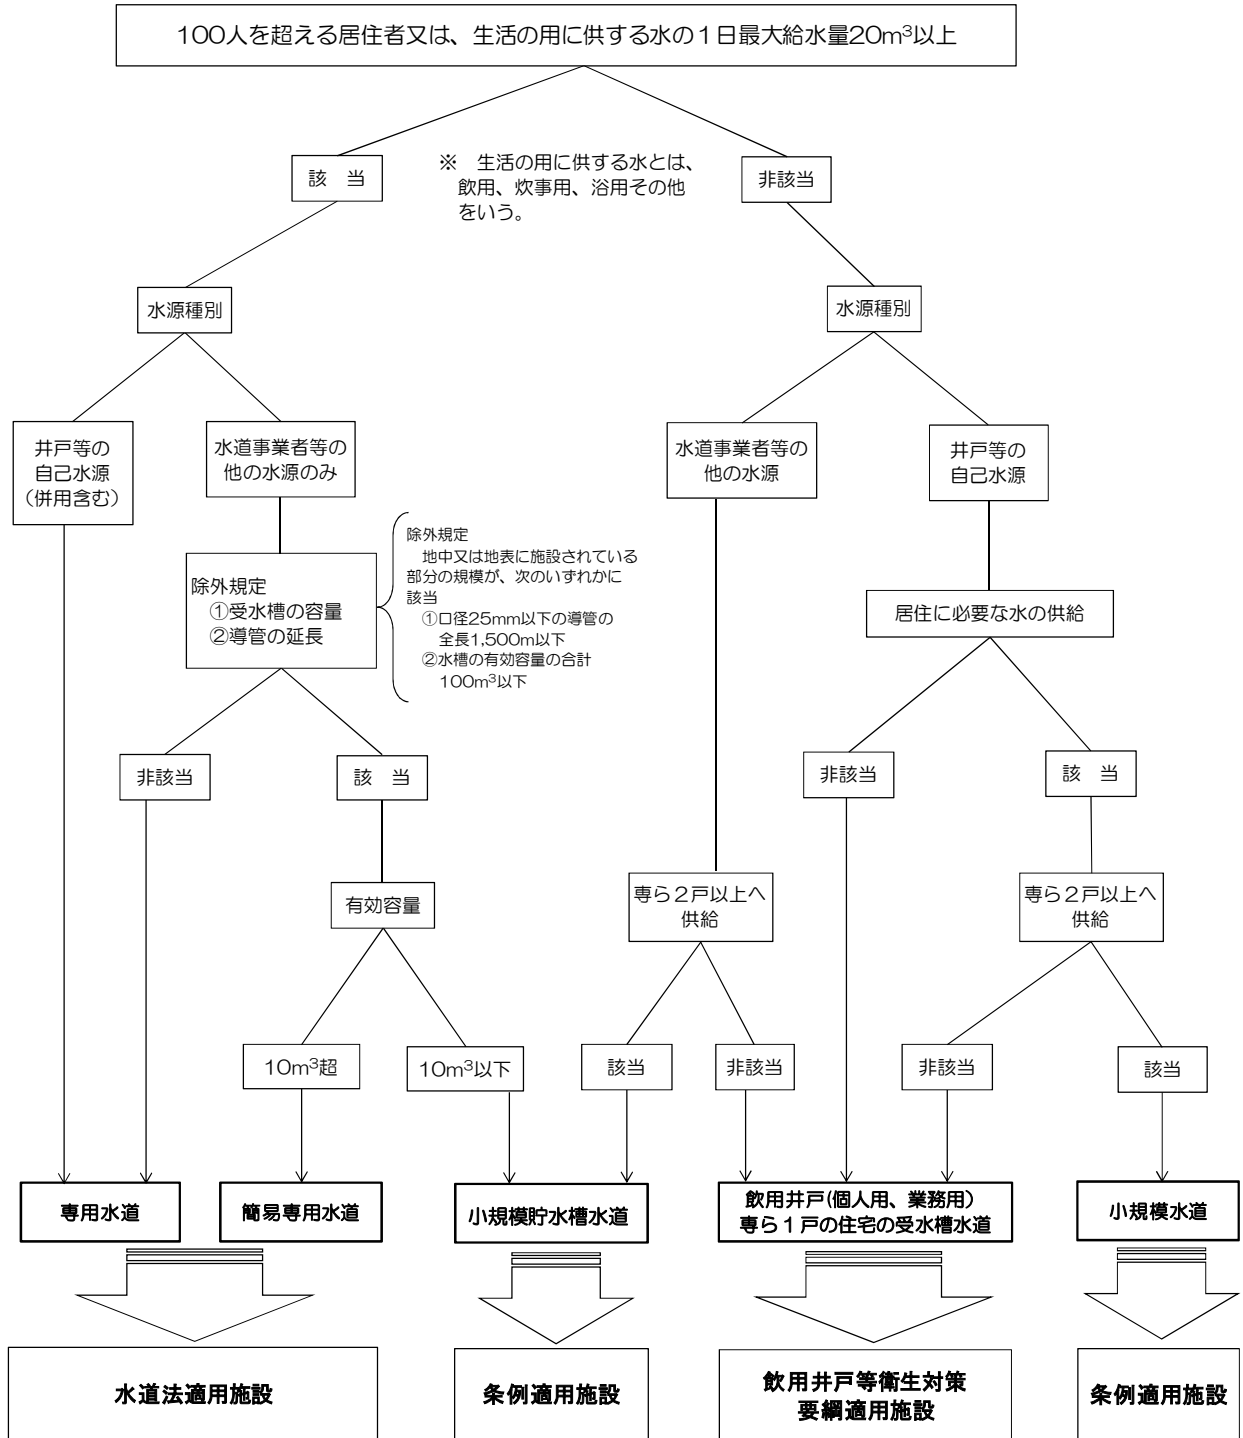 100人を超える居住者又は、生活の用に供する水の1日最大給水量20m³以上
該　当
※　生活の用に供する水とは、
飲用、炊事用、浴用その他
をいう。
非該当
水源種別
水源種別
井戸等の
自己水源
（併用含む）
水道事業者等の
他の水源のみ
水道事業者等の
他の水源
井戸等の
自己水源
除外規定
①受水槽の容量
②導管の延長
除外規定
地中又は地表に施設されている
部分の規模が、次のいずれかに
該当
①口径25mm以下の導管の
全長1,500m以下
②水槽の有効容量の合計
100m³以下
居住に必要な水の供給
非該当
該　当
非該当
該　当
有効容量
専ら２戸以上へ
供給
専ら２戸以上へ
供給
10m³超
10m³以下
該当
非該当
非該当
該当
専用水道
簡易専用水道
小規模貯水槽水道
飲用井戸(個人用、業務用)
専ら１戸の住宅の受水槽水道
小規模水道
水道法適用施設
条例適用施設
飲用井戸等衛生対策
要綱適用施設
条例適用施設